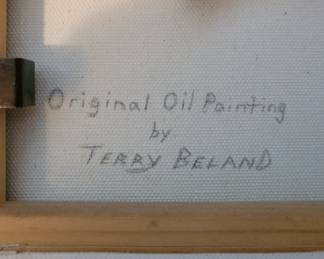 Original Oil Painting
by
TERRY BELAND